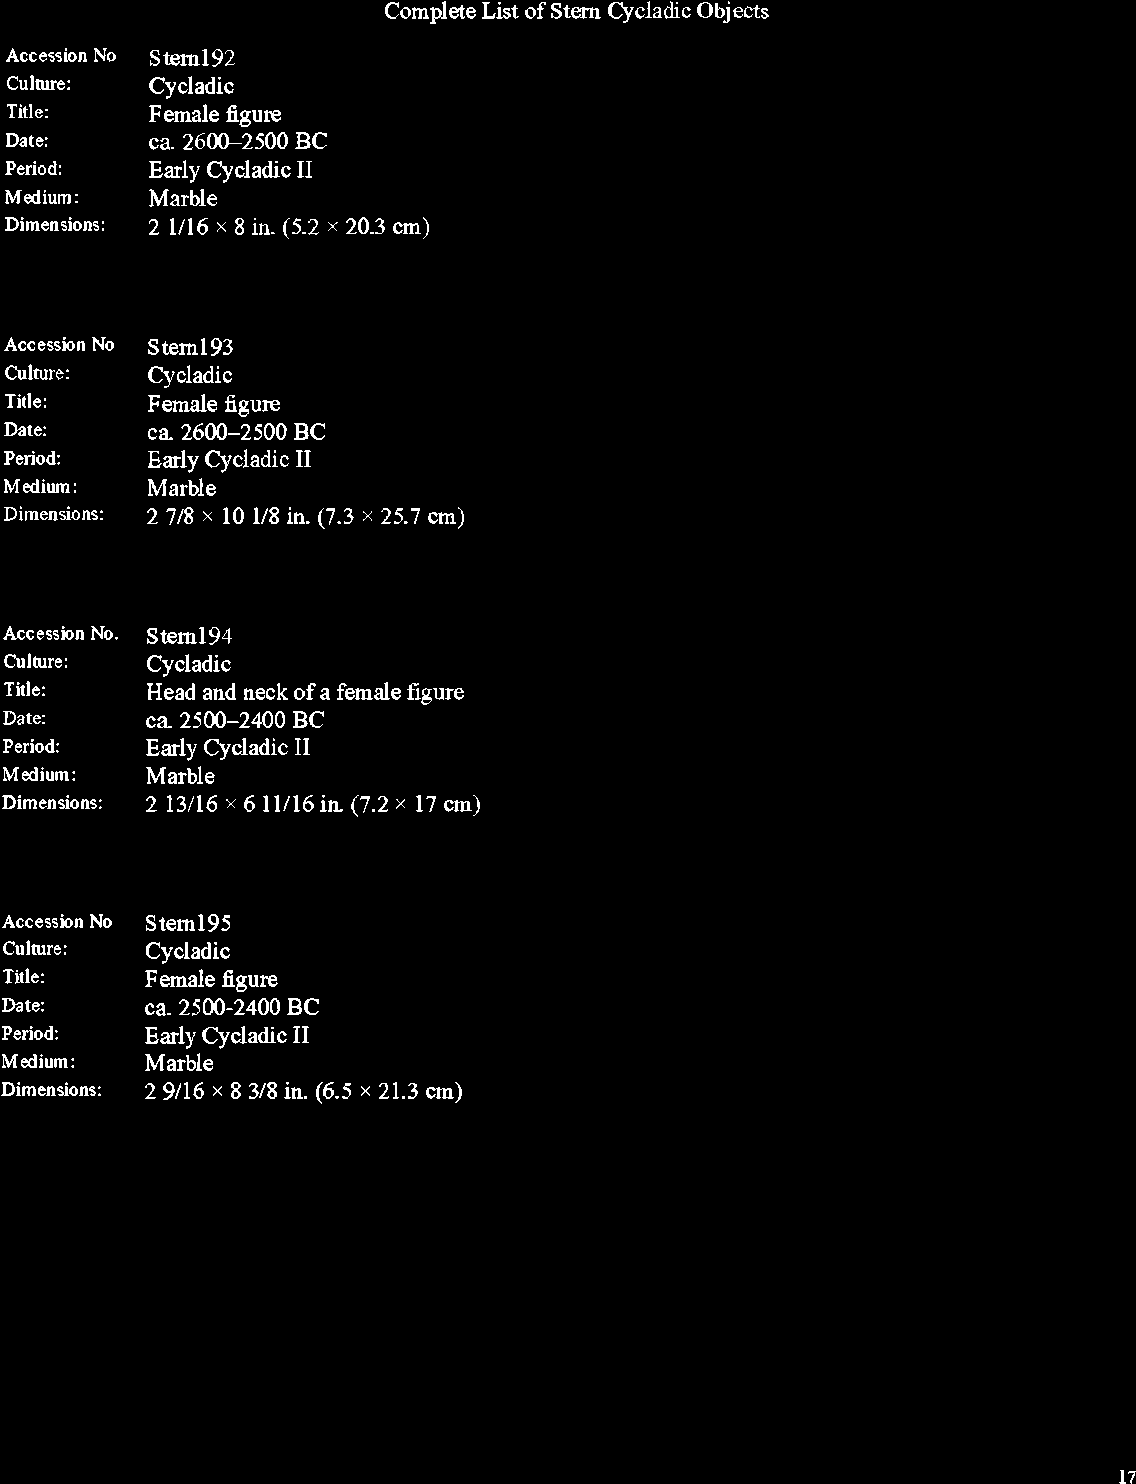 Complete List of Stern Cycladic Objects
Accession No Stern192
Culture: Cycladic
Title: Female figure
Date: ca. 2600–2500 BC
Period: Early Cycladic II
Medium: Marble
Dimensions: 2 1/16 × 8 in. (5.2 × 20.3 cm)
Accession No Stern193
Culture: Cycladic
Title: Female figure
Date: ca. 2600–2500 BC
Period: Early Cycladic II
Medium: Marble
Dimensions: 2 7/8 × 10 1/8 in. (7.3 × 25.7 cm)
Accession No. Stern194
Culture: Cycladic
Title: Head and neck of a female figure
Date: ca. 2500–2400 BC
Period: Early Cycladic II
Medium: Marble
Dimensions: 2 13/16 × 6 11/16 in. (7.2 × 17 cm)
Accession No Stern195
Culture: Cycladic
Title: Female figure
Date: ca. 2500-2400 BC
Period: Early Cycladic II
Medium: Marble
Dimensions: 2 9/16 × 8 3/8 in. (6.5 × 21.3 cm)
17